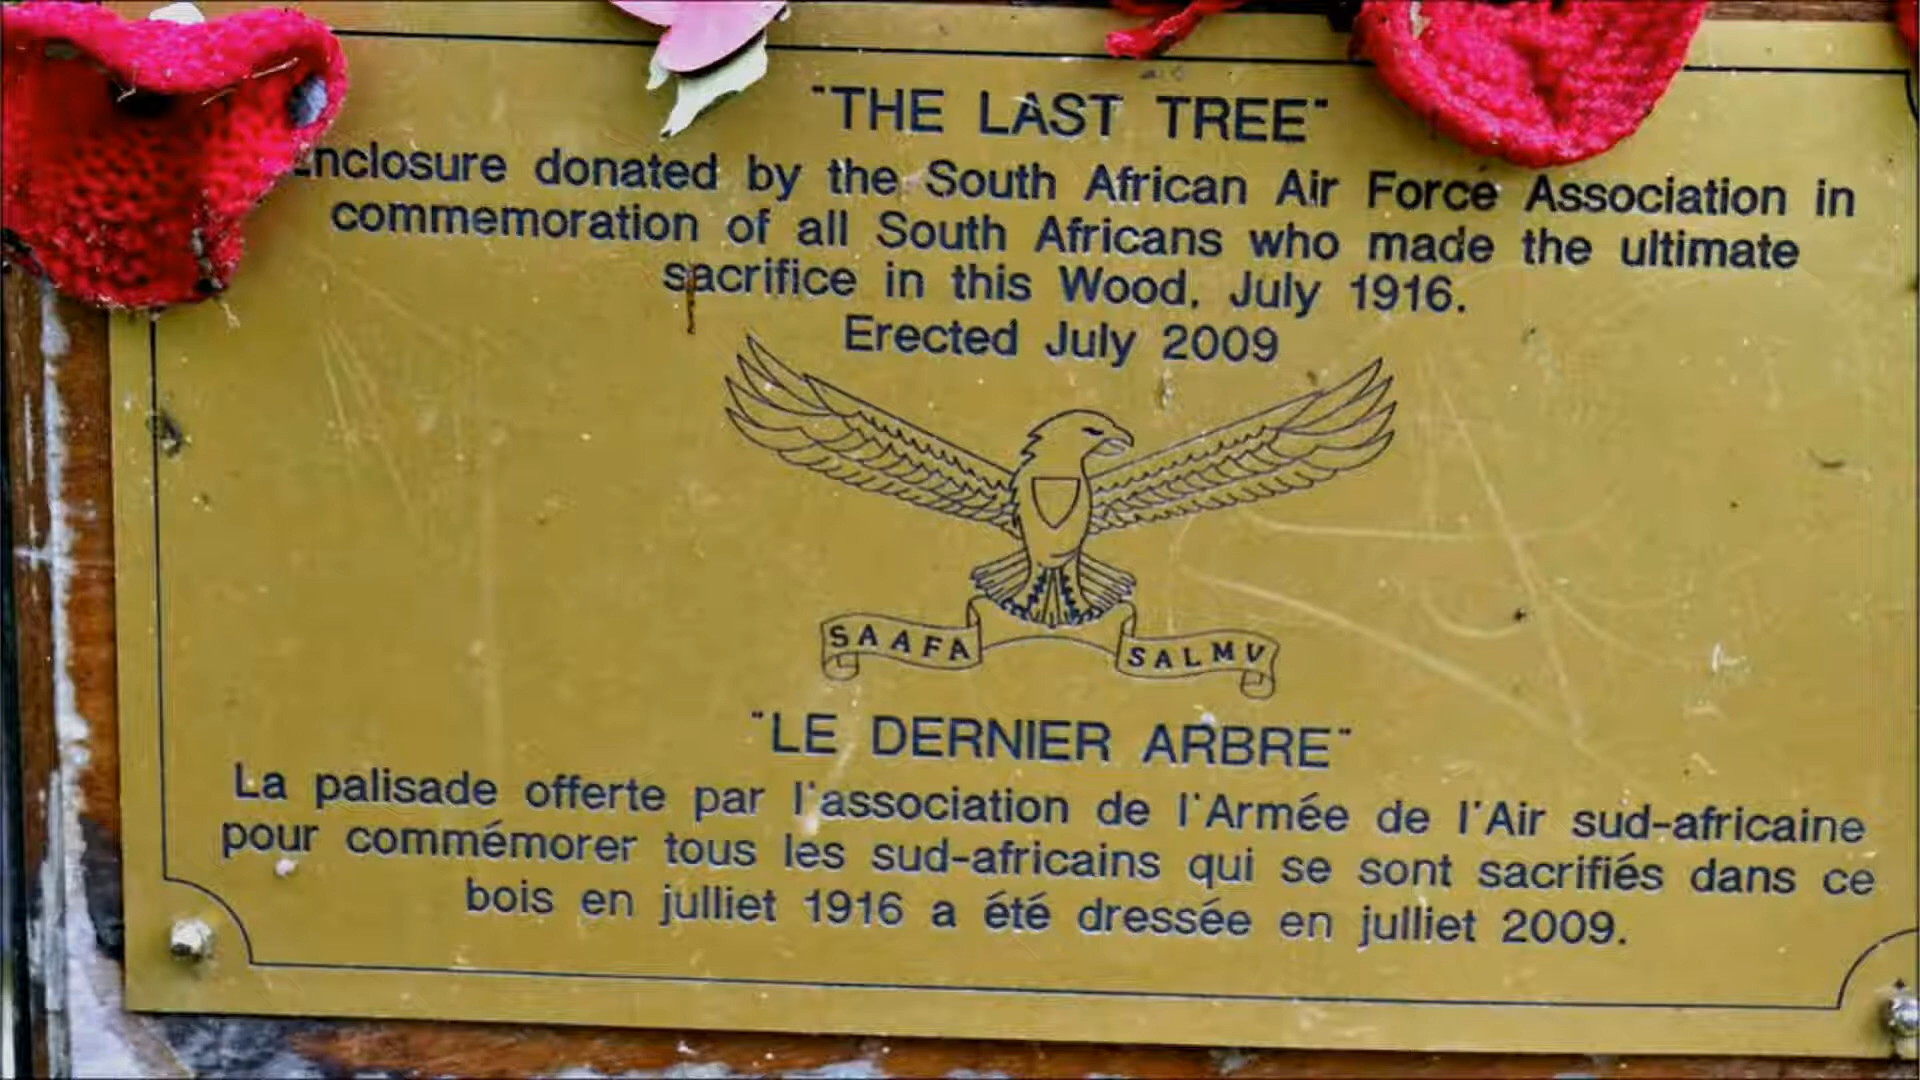 "THE LAST TREE"
Enclosure donated by the South African Air Force Association in
commemoration of all South Africans who made the ultimate
sacrifice in this Wood, July 1916.
Erected July 2009
SAAFA SALMV
"LE DERNIER ARBRE"
La palisade offerte par l'association de l'Armée de l'Air sud-africaine
pour commémorer tous les sud-africains qui se sont sacrifiés dans ce
bois en julliet 1916 a été dressée en julliet 2009.